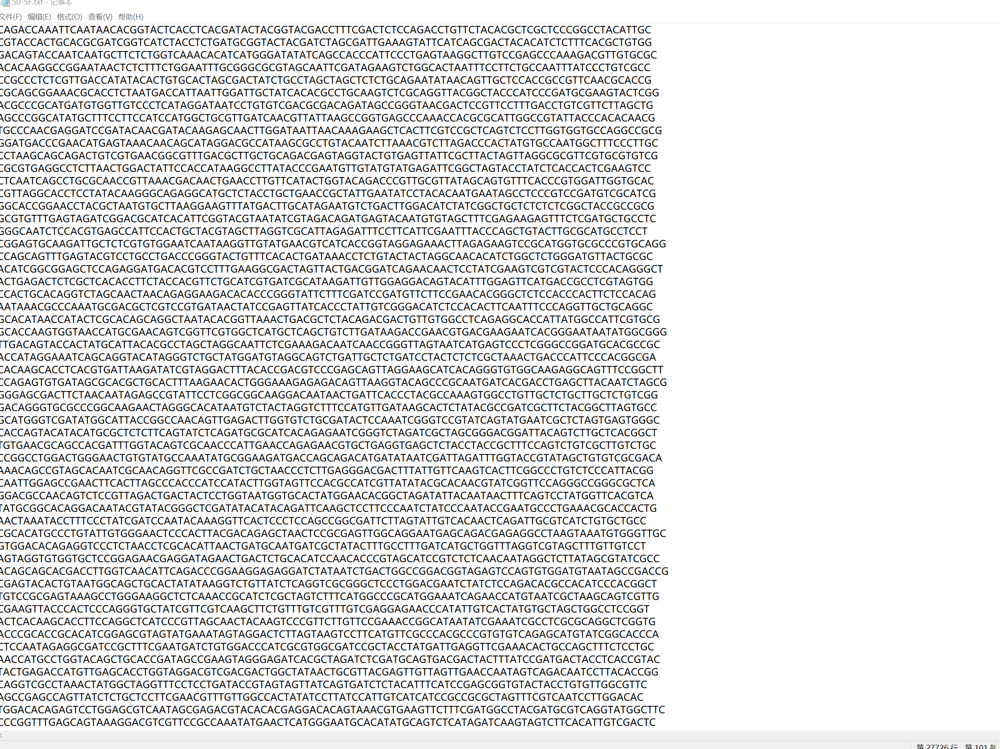 50-SF.txt - 记事本
文件(F) 编辑(E) 格式(O) 查看(V) 帮助(H)
CAGACCAAATTCAATAACACGGTACTCACCTCACGATACTACGGTACGACCTTTCGACTCTCCAGACCTGTTCTACACGCTCGCTCCCGGCCTACATTGC
CGTACCACTGCACGCGATCGGTCATCTACCTCTGATGCGGTACTACGATCTAGCGATTGAAAGTATTCATCAGCGACTACACATCTCTTTCACGCTGTGG
GACAGTACCAATCAATGCTTCTCTGGTCAAACACATCATGGGATATATCAGCCACCCATTCCCTGAGTAAGGCTTGTCCGAGCCCAAAGACGTTGTGCGC
ACACAAGGCCGGAATAACTCTCTTTCTGGAATTTGCGGGCGCGTAGCAATTCGATAGAAGTCTGGCACTAATTTCCTTCTGCCAATTTATCCCTGTCGCC
CCGCCCTCTCGTTGACCATATACACTGTGCACTAGCGACTATCTGCCTAGCTAGCTCTCTGCAGAATATAACAGTTGCTCCACCGCCGTTCAACGCACCG
CGCAGCGGAAACGCACCTCTAATGACCATTAATTGGATTGCTATCACACGCCTGCAAGTCTCGCAGGTTACGGCTACCCATCCCGATGCGAAGTACTCGG
ACGCCCGCATGATGTGGTTGTCCCTCATAGGATAATCCTGTGTCGACGCGACAGATAGCCGGGTAACGACTCCGTTCCTTTGACCTGTCGTTCTTAGCTG
AGCCCGGCATATGCTTTCCTTCCATCCATGGCTGCGTTGATCAACGTTATTAAGCCGGTGAGCCCAAACCACGCGCATTGGCCGTATTACCCACACAACG
TGCCCAACGAGGATCCGATACAACGATACAAGAGCAACTTGGATAATTAACAAAGAAGCTCACTTCGTCCGCTCAGTCTCCTTGGTGGTGCCAGGCCGCG
GGATGACCCGAACATGAGTAAACAACAGCATAGGACGCCATAAGCGCCTGTACAATCTTAAACGTCTTAGACCCACTATGTGCCAATGGCTTTCCCTTGC
CCTAAGCAGCAGACTGTCGTGAACGGCGTTTGACGCTTGCTGCAGACGAGTAGGTACTGTGAGTTATTCGCTTACTAGTTAGGCGCGTTCGTGCGTGTCG
CGCGTGAGGCCTCTTAACTGGACTATTCCACCATAAGGCCTTATACCCGAATGTTGTATGTATGAGATTCGGCTAGTACCTATCTCACCACTCGAAGTCC
CTCAATCAGCCTGCGCAACCGTTAAACGACAACTGAACCTTGTTCATACTGGTACAGACCCGTTGCGTTATAGCAGTGTTTCACCCGTGGATTGGTGCAC
CGTTAGGCACCTCCTATACAAGGGCAGAGGCATGCTCTACCTGCTGAACCGCTATTGAATATCCTACACAATGAATAGCCTCCCGTCCGATGTCGCATCG
GGCACCGGAACCTACGCTAATGTGCTTAAGGAAGTTTATGACTTGCATAGAATGTCTGACTTGGACATCTATCGGCTGCTCTCTCTCGGCTACCGCCGCG
GCGTGTTTGAGTAGATCGGACGCATCACATTCGGTACGTAATATCGTAGACAGATGAGTACAATGTGTAGCTTTCGAGAAGAGTTTCTCGATGCTGCCTC
GGGCAATCTCCACGTGAGCCATTCCACTGCTACGTAGCTTAGGTCGCATTAGAGATTTCCTTCATTCGAATTTACCCAGCTGTACTTGCGCATGCCTCCT
CGGAGTGCAAGATTGCTCTCGTGTGGAATCAATAAGGTTGTATGAACGTCATCACCGGTAGGAGAAACTTAGAGAAGTCCGCATGGTGCGCCCGTGCAGG
CCAGCAGTTTGAGTACGTCCTGCCTGACCCGGGTACTGTTTCACACTGATAAACCTCTGTACTACTAGGCAACACATCTGGCTCTGGGATGTTACTGCGC
ACATCGGCGGAGCTCCAGAGGATGACACGTCCTTTGAAGGCGACTAGTTACTGACGGATCAGAACAACTCCTATCGAAGTCGTCGTACTCCCACAGGGCT
ACTGAGACTCTCGCTCACACCTTCTACCACGTTCTGCATCGTGATCGCATAAGATTGTTGGAGGACAGTACATTTGGAGTTCATGACCGCCTCGTAGTGG
CCACTGCACAGGTCTAGCAACTAACAGAGGAAGACACACCCGGGTATTCTTTCGATCCGATGTTCTTCCGAACACGGGCTCTCCACCCACTTCTCCACAG
AATAAACGCCCAAATGCGACGCTCGTCCGTGATAACTATCCGAGTTATCACCCTATTGTCGGGACATCTCCACACTTCAATTTCCCAGGTTGCTGCAGGC
GCACATAACCATACTCGCACAGCAGGCTAATACACGGTTAAACTGACGCTCTACAGACGACTGTTGTGGCCTCAGAGGCACCATTATGGCCATTCGTGCG
GCACCAAGTGGTAACCATGCGAACAGTCGGTTCGTGGCTCATGCTCAGCTGTCTTGATAAGACCGAACGTGACGAAGAATCACGGGAATAATATGGCGGG
TTGACAGTACCACTATGCATTACACGCCTAGCTAGGCAATTCTCGAAAGACAATCAACCGGGTTAGTAATCATGAGTCCCTCGGGCCGGATGCACGCCGC
ACCATAGGAAATCAGCAGGTACATAGGGTCTGCTATGGATGTAGGCAGTCTGATTGCTCTGATCCTACTCTCTCGCTAAACTGACCCATTCCCACGGCGA
CACAAGCACCTCACGTGATTAAGATATCGTAGGACTTTACACCGACGTCCCGAGCAGTTAGGAAGCATCACAGGGTGTGGCAAGAGGCAGTTTCCGGCTT
CCAGAGTGTGATAGCGCACGCTGCACTTTAAGAACACTGGGAAAGAGAGACAGTTAAGGTACAGCCCGCAATGATCACGACCTGAGCTTACAATCTAGCG
GGGAGCGACTTCTAACAATAGAGCCGTATTCCTCGGCGGCAAGGACAATAACTGATTCACCCTACGCCAAAGTGGCCTGTTGCTCTGCTTGCTCTGTCGG
GACAGGGTGCGCCCGGCAAGAACTAGGGCACATAATGTCTACTAGGTCTTTCCATGTTGATAAGCACTCTATACGCCGATCGCTTCTACGGCTTAGTGCC
GCATGGGTCGATATGGCATTACCGGCCAACAGTTGAGACTTGGTGTCTGCGATACTCCAAATCGGGTCCGTATCAGTATGAATCGCTCTAGTGAGTGGGC
CACCAGTACATACATGCGCTCTCTTCAGTATCTCAGATGCGCATCACAGAGAATCGGGTCTAGATCGCTAGCGGGACGGATTACAGTCTTGCTCACGGCT
TGTGAACGCAGCCACGATTTGGTACAGTCGCAACCCATTGAACCAGAGAACGTGCTGAGGTGAGCTCTACCTACCGCTTTCCAGTCTGTCGCTTGTCTGC
CCGGCCTGGACTGGGAACTGTGTATGCCAAATATGCGGAAGATGACCAGCAGACATGATATAATCGATTAGATTTGGTACCGTATAGCTGTGTCGCGACA
AAACAGCCGTAGCACAATCGCAACAGGTTCGCCGATCTGCTAACCCTCTTGAGGGACGACTTTATTGTTCAAGTCACTTCGGCCCTGTCTCCCATTACGG
CAATTGGAGCCGAACTTCACTTAGCCCACCCATCCATACTTGGTAGTTCCACGCCATCGTTATATACGCACAACGTATCGGTTCCAGGGCCGGGCGCTCA
GGACGCCAACAGTCTCCGTTAGACTGACTACTCCTGGTAATGGTGCACTATGGAACACGGCTAGATATTACAATAACTTTCAGTCCTATGGTTCACGTCA
TATGCGGCACAGGACAATACGTATACGGGCTCGATATACATACAGATTCAAGCTCCTTCCCAATCTATCCCAATACCGAATGCCCTGAAACGCACCACTG
AACTAAATACCTTTCCCTATCGATCCAATACAAAGGTTCACTCCCTCCAGCCGGCGATTCTTAGTATTGTCACAACTCAGATTGCGTCATCTGTGCTGCC
CGCACATGCCCTGTATTGTGGGAACTCCCACTTACGACAGAGCTAACTCCGCGAGTTGGCAGGAATGAGCAGACGAGAGGCCTAAGTAAATGTGGGTTGC
GTGGACACAGAGGTCCCTCTAACCTCGCACATTAACTGATGCAATGATCGCTATACTTTGCCTTTGATCATGCTGGTTTAGGTCGTAGCTTTGTTGTCCT
AGTAGGTGTGGTGCTCCGGAGAACGAGGATAGAACTGACTCTGCACATCCAACACCCGTAGCATCCGTCTCTCAACAATAGGCTCTTATAGCGTATCGCC
ACAGCAGCACGACCTTGGTCAACATTCAGACCCGGAAGGAGAGGATCTATAATCTGACTGGCCGGACGGTAGAGTCCAGTGTGGATGTAATAGCCGACCG
CGAGTACACTGTAATGGCAGCTGCACTATATAAGGTCTGTTATCTCAGGTCGCGGGCTCCCTGGACGAATCTATCTCCAGACACGCCACATCCCACGGCT
TGTCCGCGAGTAAAGCCTGGGAAGGCTCTCAAACCGCATCTCGCTAGTCTTTCATGGCCCGCATGGAAATCAGAACCATGTAATCGCTAAGCAGTCGTTG
CGAAGTTACCCACTCCCAGGGTGCTATCGTTCGTCAAGCTTCTGTTTGTCGTTTGTCGAGGAGAACCCATATTGTCACTATGTGCTAGCTGGCCTCCGGT
ACTCACAAGCACCTTCCAGGCTCATCCCGTTAGCAACTACAAGTCCCGTTCTTGTTCCGAAACCGGCATAATATCGAAATCGCCTCGCGCAGGCTCGGTG
ACCCGCACCGCACATCGGAGCGTAGTATGAAATAGTAGGACTCTTAGTAAGTCCTTCATGTTCGCCCACGCCCGTGTGTCAGAGCATGTATCGGCACCCA
CTCCAATAGAGGCGATCCGCTTTCGAATGATCTGTGGACCCATCGCGTGGCGATCCGCTACCTATGATTGAGGTTCGAAACACTGCCAGCTTTCTCCTGC
AACCATGCCTGGTACAGCTGCACCGATAGCCGAAGTAGGGAGATCACGCTAGATCTCGATGCAGTGACGACTACTTTATCCGATGACTACCTCACCGTAC
TACTGAGACCATGTTGAGCACCTGGTAGGACGTCGACGACTGGCTATAACTGCGTTACGAGTTGTTAGTTGAACCAATAGTCAGACAATCCTTACACCGG
CAGGTCGCCTAAACTATGGCTAGGTTTCCTCCTGATACCGTAGTAGTTATCAGTGATCTCTACATTTCATCCGAGCGGTGTACTACCTGTGTTGGCGTTC
AGCCGAGCCAGTTATCTCTGCTCCTTCGAACGTTTGTTGGCCACTATATCCTTATCCATTGTCATCATCCGCCGCGCTAGTTTCGTCAATCCTTGGACAC
TGGACACAGAGTCCTGGAGCGTCAATAGCGAGACGTACACACGAGGACACAGTAAACGTGAAGTTCTTTCGATGGCCTACGATGCGTCAGGTATGGCTTC
CCCGGTTTGAGCAGTAAAGGACGTCGTTCCGCCAAATATGAACTCATGGGAATGCACATATGCAGTCTCATAGATCAAGTAGTCTTCACATTGTCGACTC
第 27726 行，第 101 列